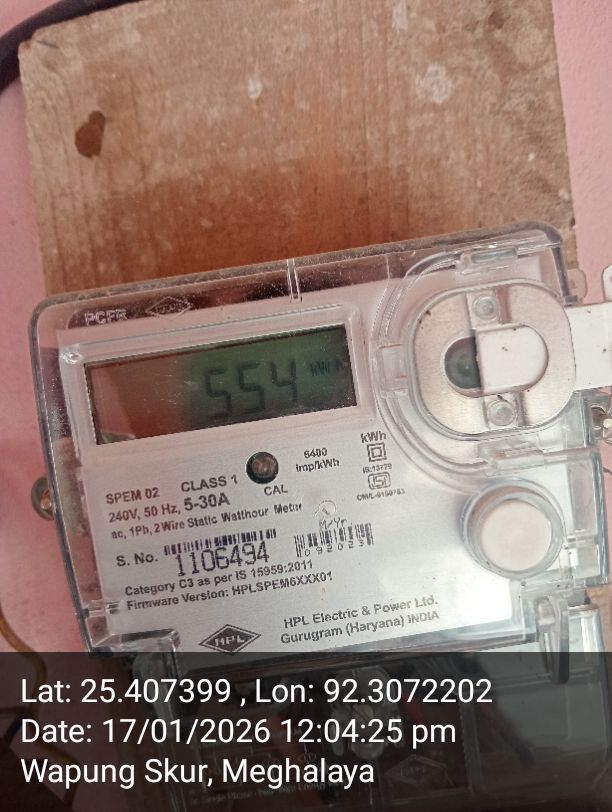 554 kWh
6400
imp/kWh
kWh
IS:13779
SPEM 02 CLASS 1
CAL
240V, 50 Hz, 5-30A
ac, 1Ph, 2Wire Static Watthour Meter
S. No.
1106494
Category C3 as per IS 15959:2011
Firmware Version: HPLSPEM6XXX01
HPL
HPL Electric & Power Ltd.
Gurugram (Haryana) INDIA
Lat: 25.407399 , Lon: 92.3072202
Date: 17/01/2026 12:04:25 pm
Wapung Skur, Meghalaya